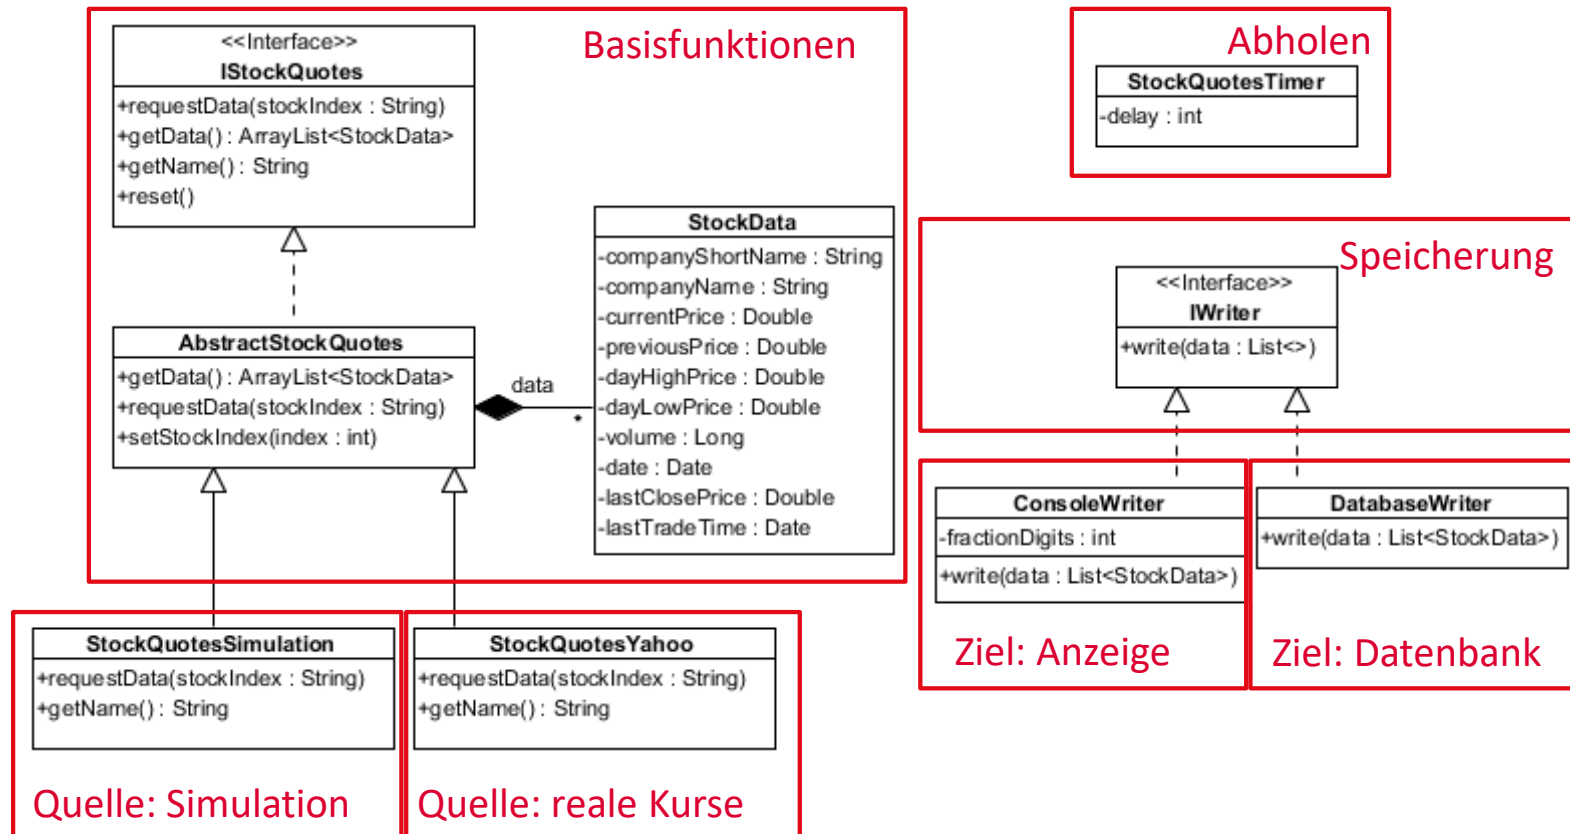 Basisfunktionen
<<Interface>>
IStockQuotes
+requestData(stockIndex : String)
+getData() : ArrayList<StockData>
+getName() : String
+reset()
AbstractStockQuotes
+getData() : ArrayList<StockData>
+requestData(stockIndex : String)
+setStockIndex(index : int)
data
*
StockData
-companyShortName : String
-companyName : String
-currentPrice : Double
-previousPrice : Double
-dayHighPrice : Double
-dayLowPrice : Double
-volume : Long
-date : Date
-lastClosePrice : Double
-lastTradeTime : Date
StockQuotesSimulation
+requestData(stockIndex : String)
+getName() : String
Quelle: Simulation
StockQuotesYahoo
+requestData(stockIndex : String)
+getName() : String
Quelle: reale Kurse
Abholen
StockQuotesTimer
-delay : int
Speicherung
<<Interface>>
IWriter
+write(data : List<>)
ConsoleWriter
-fractionDigits : int
+write(data : List<StockData>)
Ziel: Anzeige
DatabaseWriter
+write(data : List<StockData>)
Ziel: Datenbank